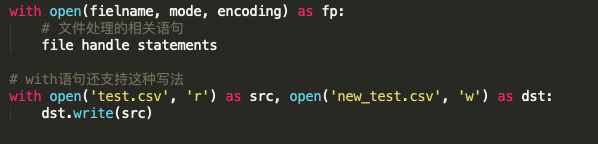 with open(fielname, mode, encoding) as fp:
    # 文件处理的相关语句
    file handle statements

# with语句还支持这种写法
with open('test.csv', 'r') as src, open('new_test.csv', 'w') as dst:
    dst.write(src)